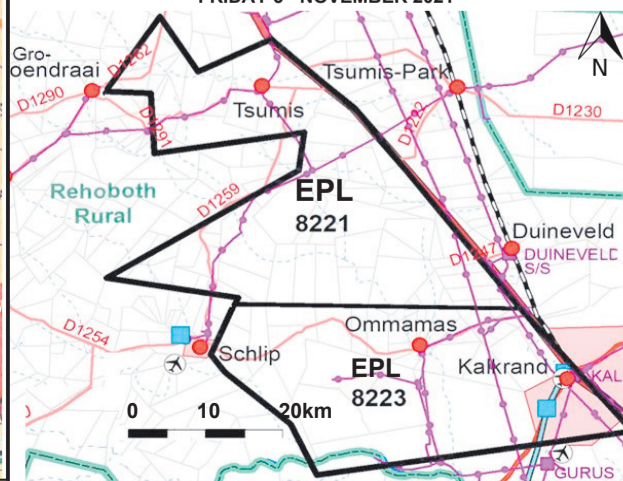 FRIDAY 5 NOVEMBER 2021
N
Gro-
oendraai
D1262
D1290
D1291
Tsumis
Tsumis-Park
D1222
D1230
Rehoboth
Rural
EPL
8221
D1259
Duineveld
D1247
DUINEVELD
S/S
D1254
Schlip
Ommamas
EPL
8223
Kalkrand
KAL
0 10 20km
GURUS